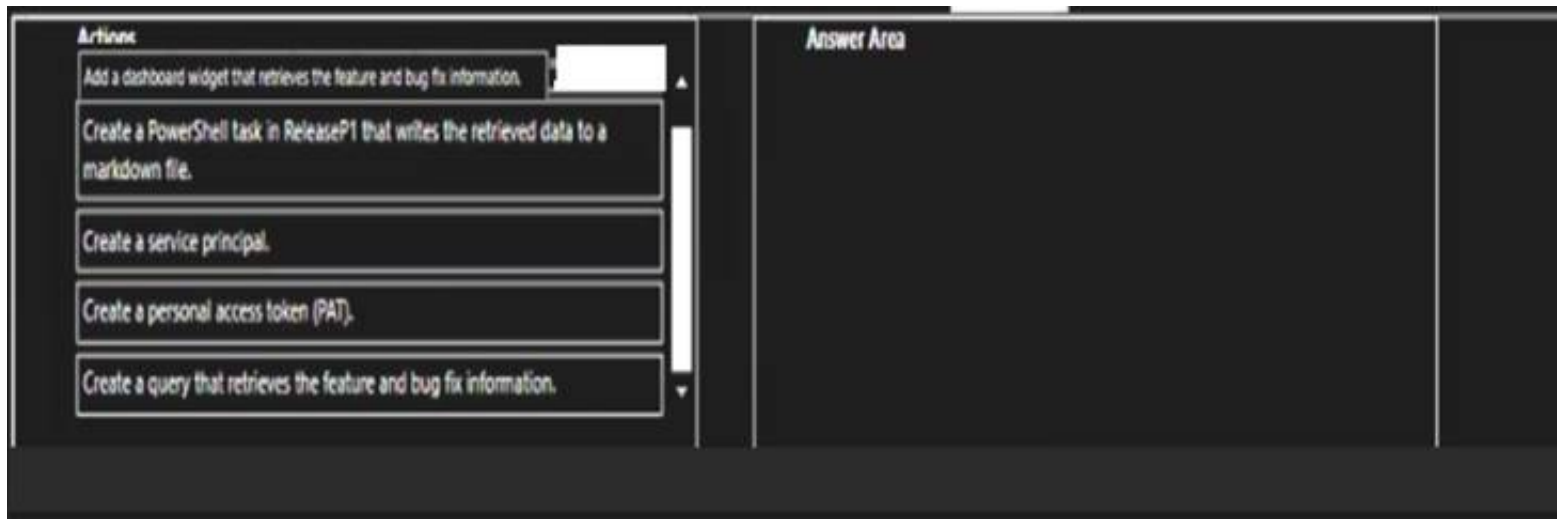 Actions
Answer Area
Add a dashboard widget that retrieves the feature and bug fix information.
Create a PowerShell task in ReleaseP1 that writes the retrieved data to a
markdown file.
Create a service principal.
Create a personal access token (PAT).
Create a query that retrieves the feature and bug fix information.